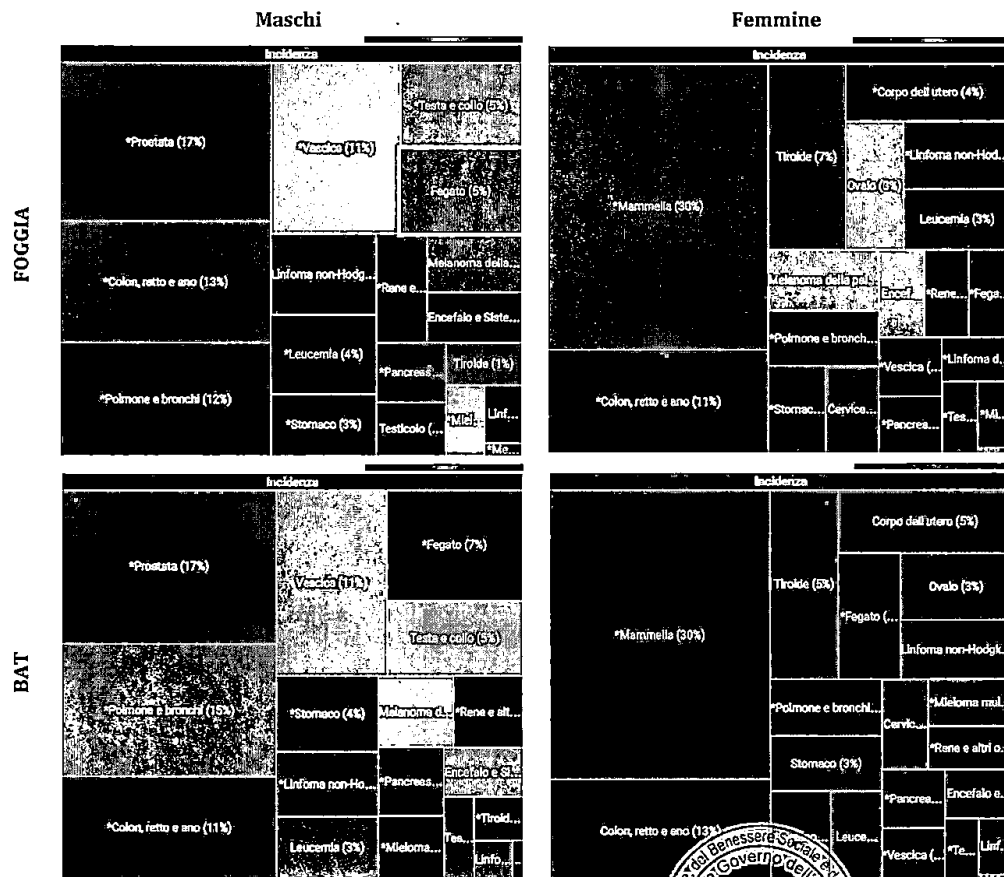 Maschi
Femmine
FOGGIA
Incidenza
*Prostata (17%)
*Vescica (11%)
*Testa e collo (5%)
Fegato (5%)
*Colon, retto e ano (13%)
Linfoma non-Hodg...
*Rene e...
Melanoma della...
Encefalo e Siste...
*Leucemia (4%)
*Polmone e bronchi (12%)
*Pancreas...
Tiroide (1%)
*Stomaco (3%)
Testicolo (...
*Miel...
Linf...
*Me...
Incidenza
*Mammella (30%)
Tiroide (7%)
*Corpo dell utero (4%)
Ovaio (3%)
*Linfoma non-Hod...
Leucemia (3%)
Melanoma della pel...
Encef...
*Rene...
*Fega...
*Polmone e bronch...
*Vescica (...
*Linfoma d...
*Colon, retto e ano (11%)
*Stomac...
Cervice...
*Pancrea...
*Tes...
*Mi...
BAT
Incidenza
*Prostata (17%)
Vescica (11%)
*Fegato (7%)
Testa e collo (5%)
*Polmone e bronchi (15%)
*Stomaco (4%)
Melanoma d...
*Rene e alt...
*Linfoma non-Ho...
*Pancreas...
Encefalo e Si...
*Colon, retto e ano (11%)
Leucemia (3%)
*Mieloma...
Tes...
*Tiroid...
Linfo...
Incidenza
*Mammella (30%)
Tiroide (5%)
Corpo dell utero (5%)
*Fegato (...
Ovaio (3%)
Linfoma non-Hodgk...
*Polmone e bronchi...
Cervic...
*Mieloma mul...
*Rene e altri o...
Stomaco (3%)
*Pancrea...
Encefalo e...
Colon, retto e ano (13%)
Leuce...
*Vescica (...
*Te...
Linf...
del Benessere Sociale e d
Governo dell